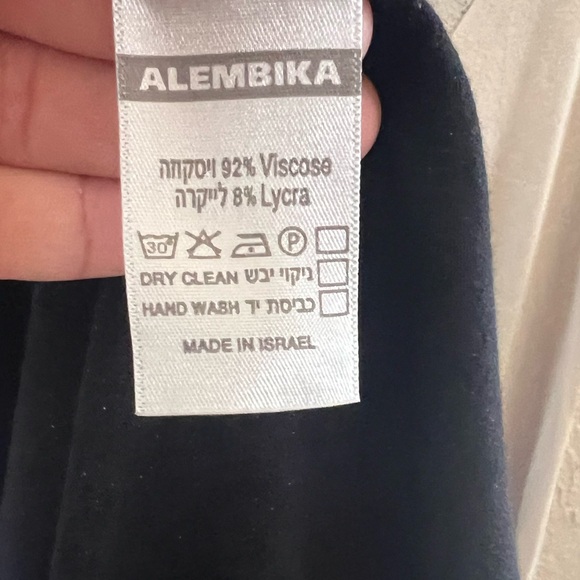 ALEMBIKA
ויסקוזה 92% Viscose
לייקרה 8% Lycra
30° P
DRY CLEAN ניקוי יבש
HAND WASH כביסת יד
MADE IN ISRAEL